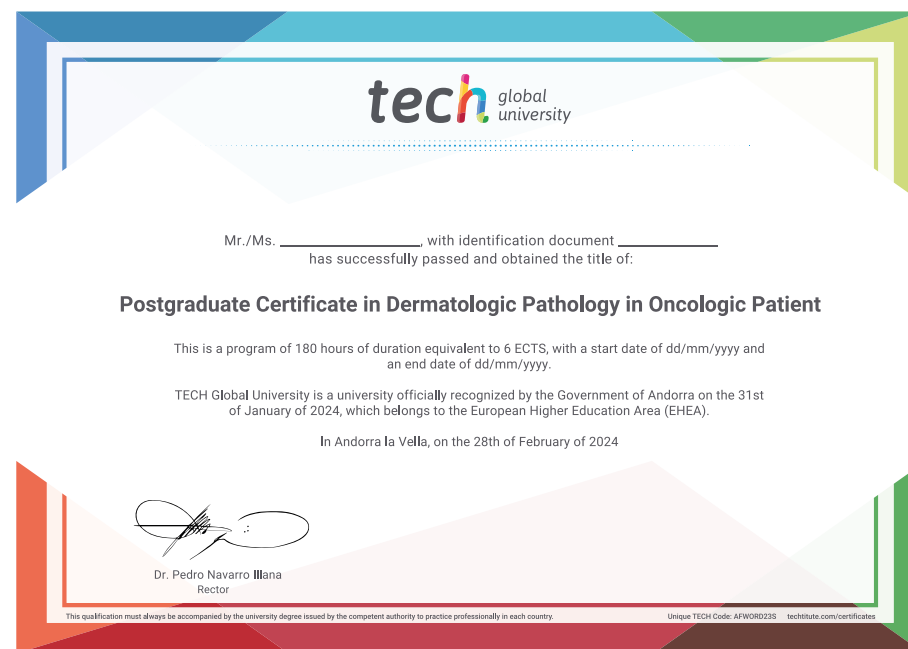 tech global university
Mr./Ms. ____________________, with identification document ______________
has successfully passed and obtained the title of:
Postgraduate Certificate in Dermatologic Pathology in Oncologic Patient
This is a program of 180 hours of duration equivalent to 6 ECTS, with a start date of dd/mm/yyyy and
an end date of dd/mm/yyyy.
TECH Global University is a university officially recognized by the Government of Andorra on the 31st
of January of 2024, which belongs to the European Higher Education Area (EHEA).
In Andorra la Vella, on the 28th of February of 2024
Dr. Pedro Navarro Illana
Rector
This qualification must always be accompanied by the university degree issued by the competent authority to practice professionally in each country.
Unique TECH Code: AFWORD23S techtitute.com/certificates